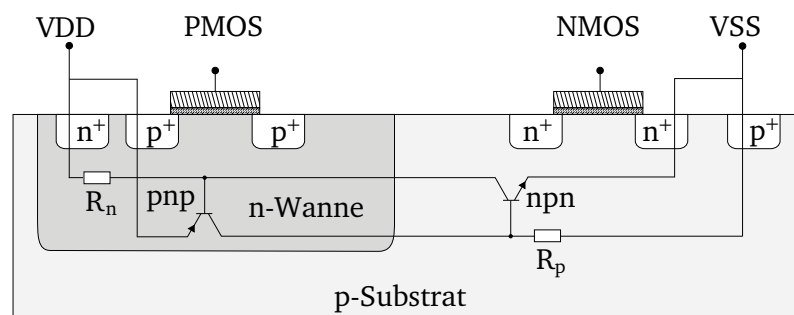 VDD PMOS NMOS VSS
n+ p+ p+ n+ n+ p+
Rn pnp n-Wanne npn
Rp
p-Substrat